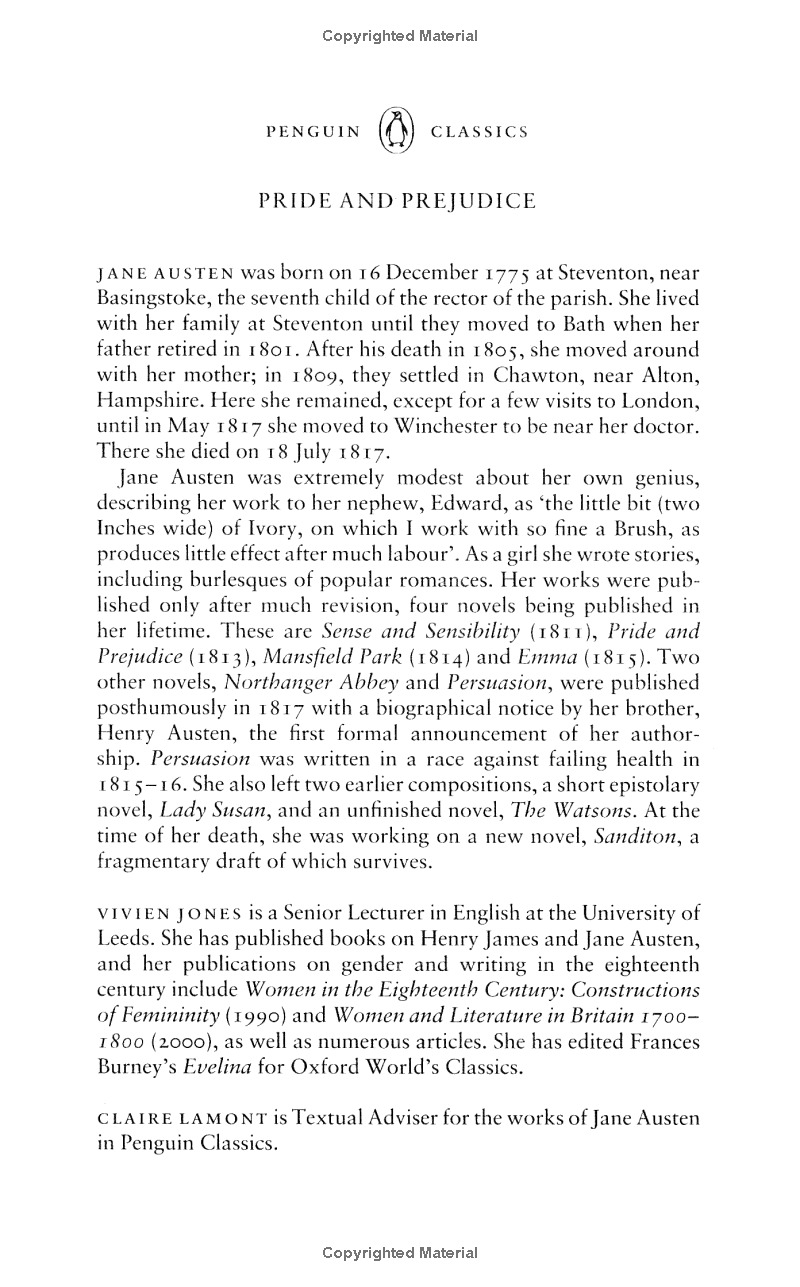 Copyrighted Material
PENGUIN CLASSICS
PRIDE AND PREJUDICE
JANE AUSTEN was born on 16 December 1775 at Steventon, near
Basingstoke, the seventh child of the rector of the parish. She lived
with her family at Steventon until they moved to Bath when her
father retired in 1801. After his death in 1805, she moved around
with her mother; in 1809, they settled in Chawton, near Alton,
Hampshire. Here she remained, except for a few visits to London,
until in May 1817 she moved to Winchester to be near her doctor.
There she died on 18 July 1817.
Jane Austen was extremely modest about her own genius,
describing her work to her nephew, Edward, as ‘the little bit (two
Inches wide) of Ivory, on which I work with so fine a Brush, as
produces little effect after much labour’. As a girl she wrote stories,
including burlesques of popular romances. Her works were pub-
lished only after much revision, four novels being published in
her lifetime. These are Sense and Sensibility (1811), Pride and
Prejudice (1813), Mansfield Park (1814) and Emma (1815). Two
other novels, Northanger Abbey and Persuasion, were published
posthumously in 1817 with a biographical notice by her brother,
Henry Austen, the first formal announcement of her author-
ship. Persuasion was written in a race against failing health in
1815–16. She also left two earlier compositions, a short epistolary
novel, Lady Susan, and an unfinished novel, The Watsons. At the
time of her death, she was working on a new novel, Sanditon, a
fragmentary draft of which survives.
VIVIEN JONES is a Senior Lecturer in English at the University of
Leeds. She has published books on Henry James and Jane Austen,
and her publications on gender and writing in the eighteenth
century include Women in the Eighteenth Century: Constructions
of Femininity (1990) and Women and Literature in Britain 1700–
1800 (2000), as well as numerous articles. She has edited Frances
Burney’s Evelina for Oxford World’s Classics.
CLAIRE LAMONT is Textual Adviser for the works of Jane Austen
in Penguin Classics.
Copyrighted Material